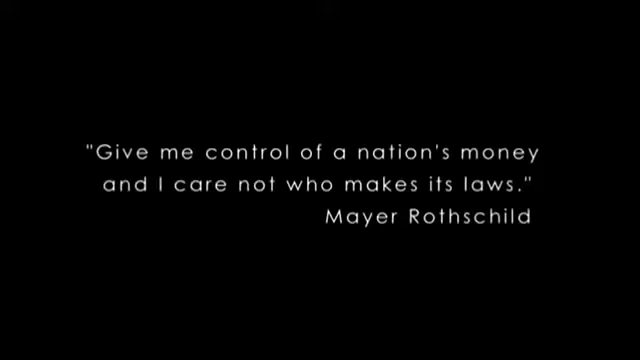 "Give me control of a nation's money
and I care not who makes its laws."
Mayer Rothschild